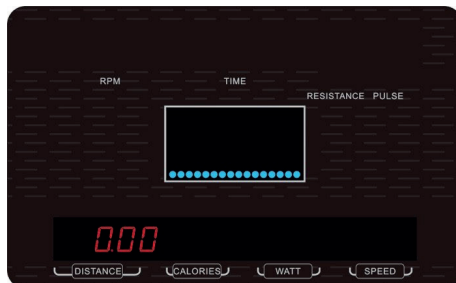 RPM TIME
RESISTANCE PULSE
0.00
DISTANCE CALORIES WATT SPEED